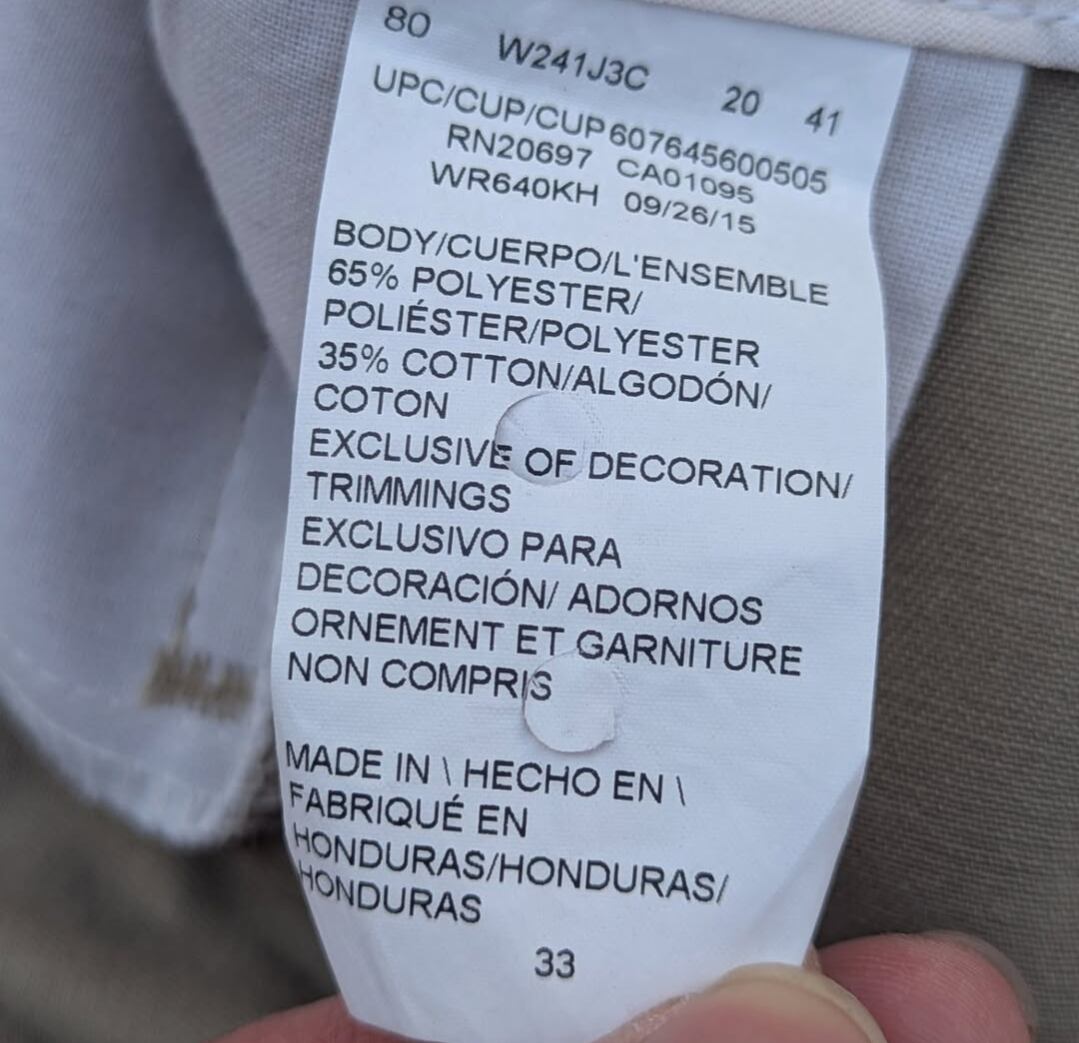 80 W241J3C 20 41
UPC/CUP/CUP607645600505
RN20697 CA01095
WR640KH 09/26/15
BODY/CUERPO/L'ENSEMBLE
65% POLYESTER/
POLIÉSTER/POLYESTER
35% COTTON/ALGODÓN/
COTON
EXCLUSIVE OF DECORATION/
TRIMMINGS
EXCLUSIVO PARA
DECORACIÓN/ ADORNOS
ORNEMENT ET GARNITURE
NON COMPRIS
MADE IN \ HECHO EN \
FABRIQUÉ EN
HONDURAS/HONDURAS/
HONDURAS
33